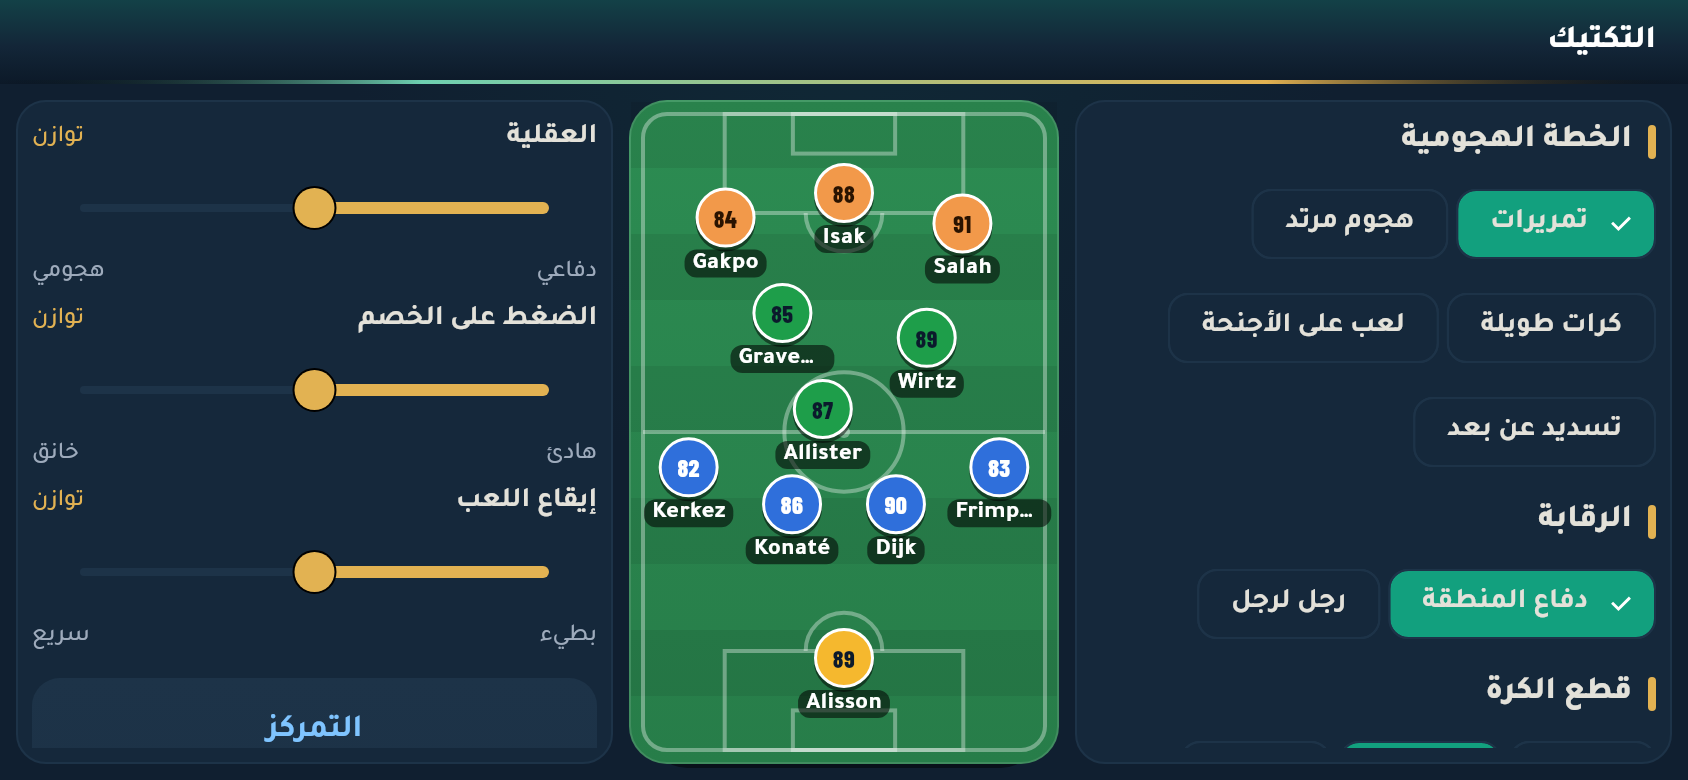 التكتيك
الخطة الهجومية
تمريرات
هجوم مرتد
كرات طويلة
لعب على الأجنحة
تسديد عن بعد
الرقابة
دفاع المنطقة
رجل لرجل
قطع الكرة
88
Isak
84
Gakpo
91
Salah
85
Grave...
89
Wirtz
87
Allister
82
Kerkez
83
Frimp...
86
Konaté
90
Dijk
89
Alisson
العقلية
توازن
دفاعي
هجومي
الضغط على الخصم
توازن
هادئ
خانق
إيقاع اللعب
توازن
بطيء
سريع
التمركز